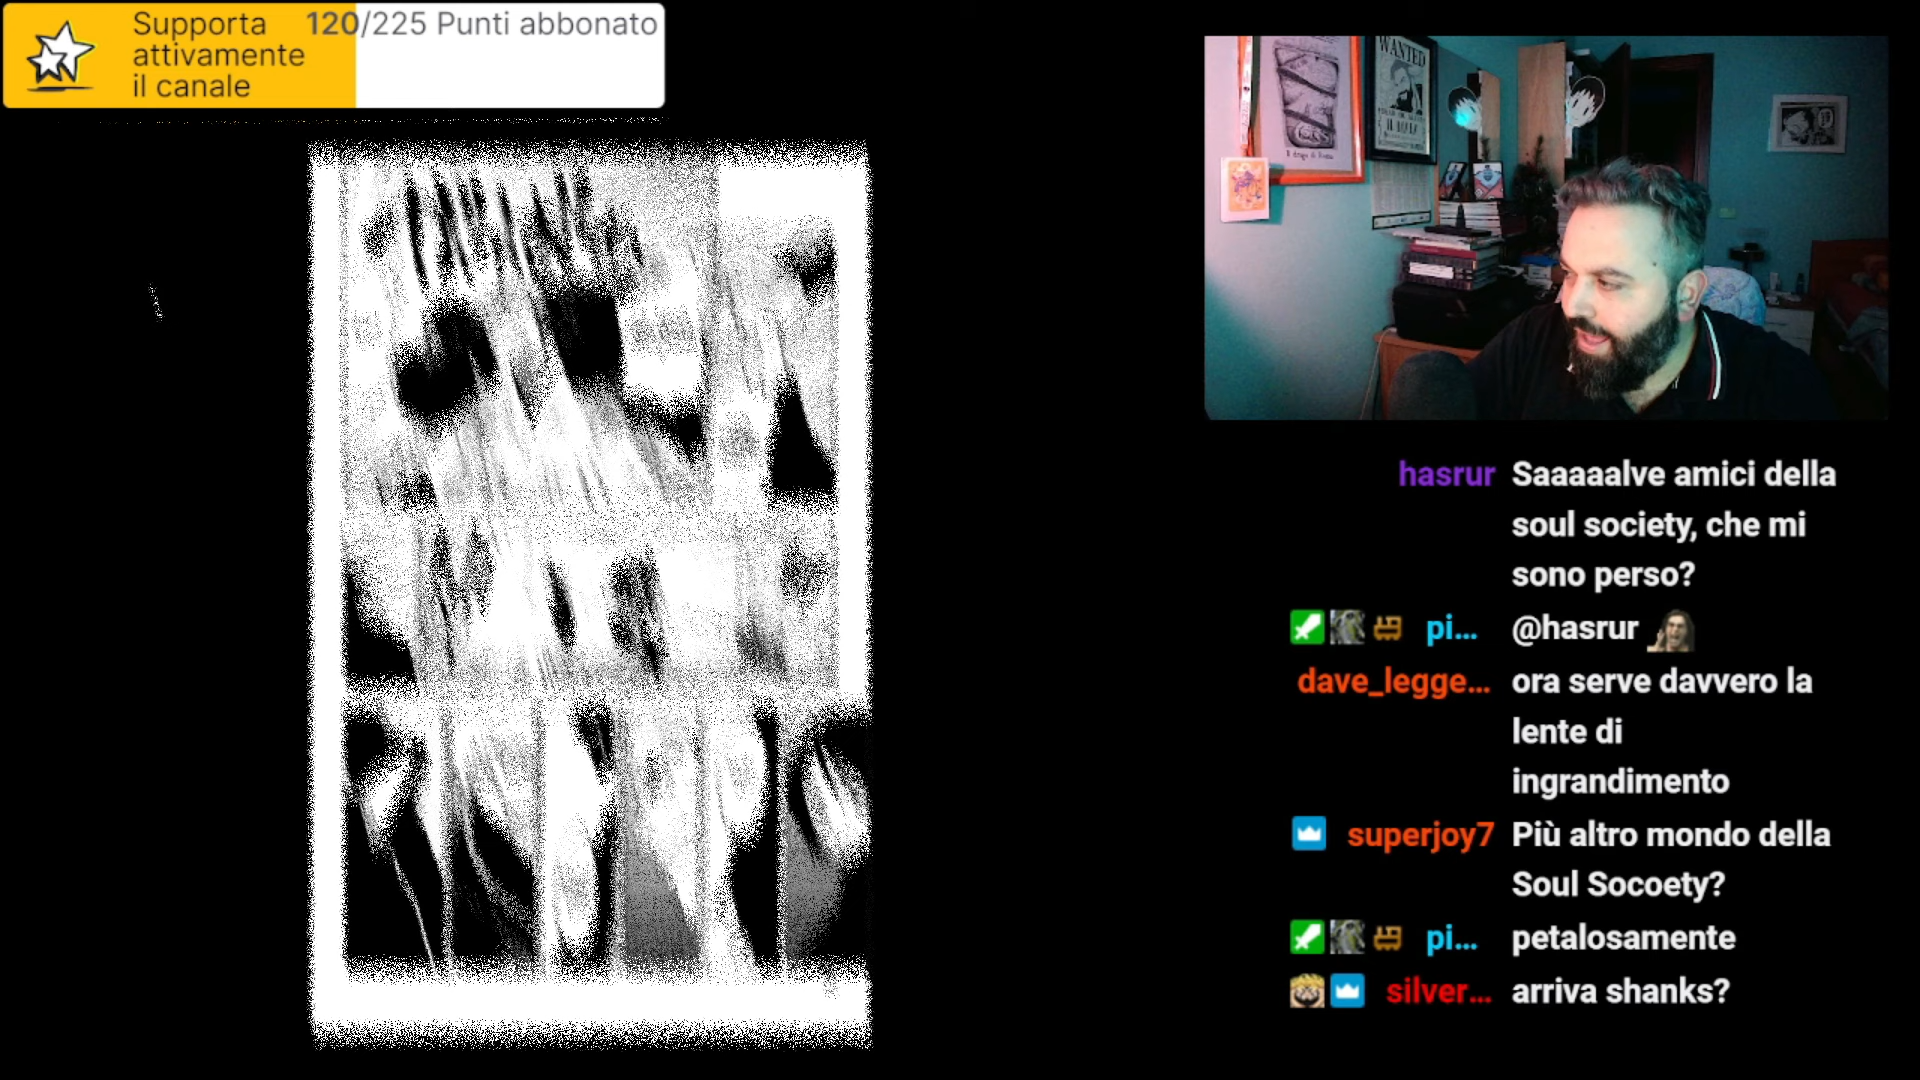 Supporta
attivamente
il canale
120/225 Punti abbonato
WANTED
hasrur Saaaaalve amici della
soul society, che mi
sono perso?
pi... @hasrur
dave_legge... ora serve davvero la
lente di
ingrandimento
superjoy7 Più altro mondo della
Soul Socoety?
pi... petalosamente
silver... arriva shanks?